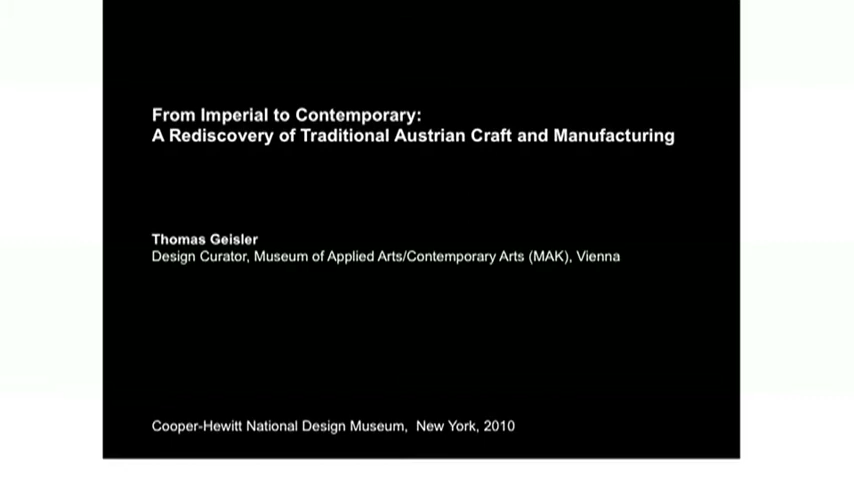 From Imperial to Contemporary:
A Rediscovery of Traditional Austrian Craft and Manufacturing
Thomas Geisler
Design Curator, Museum of Applied Arts/Contemporary Arts (MAK), Vienna
Cooper-Hewitt National Design Museum,  New York, 2010